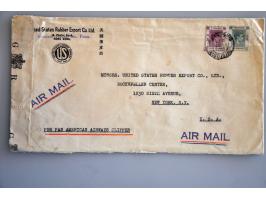 United States Rubber Export Co. Ltd.
US
AIR MAIL
MESSRS. UNITED STATES RUBBER EXPORT CO., LTD.,
ROCKEFELLER CENTER,
1230 SIXTH AVENUE,
NEW YORK. N.Y.
U. S. A.
PER PAN AMERICAN AIRWAYS CLIPPER
AIR MAIL